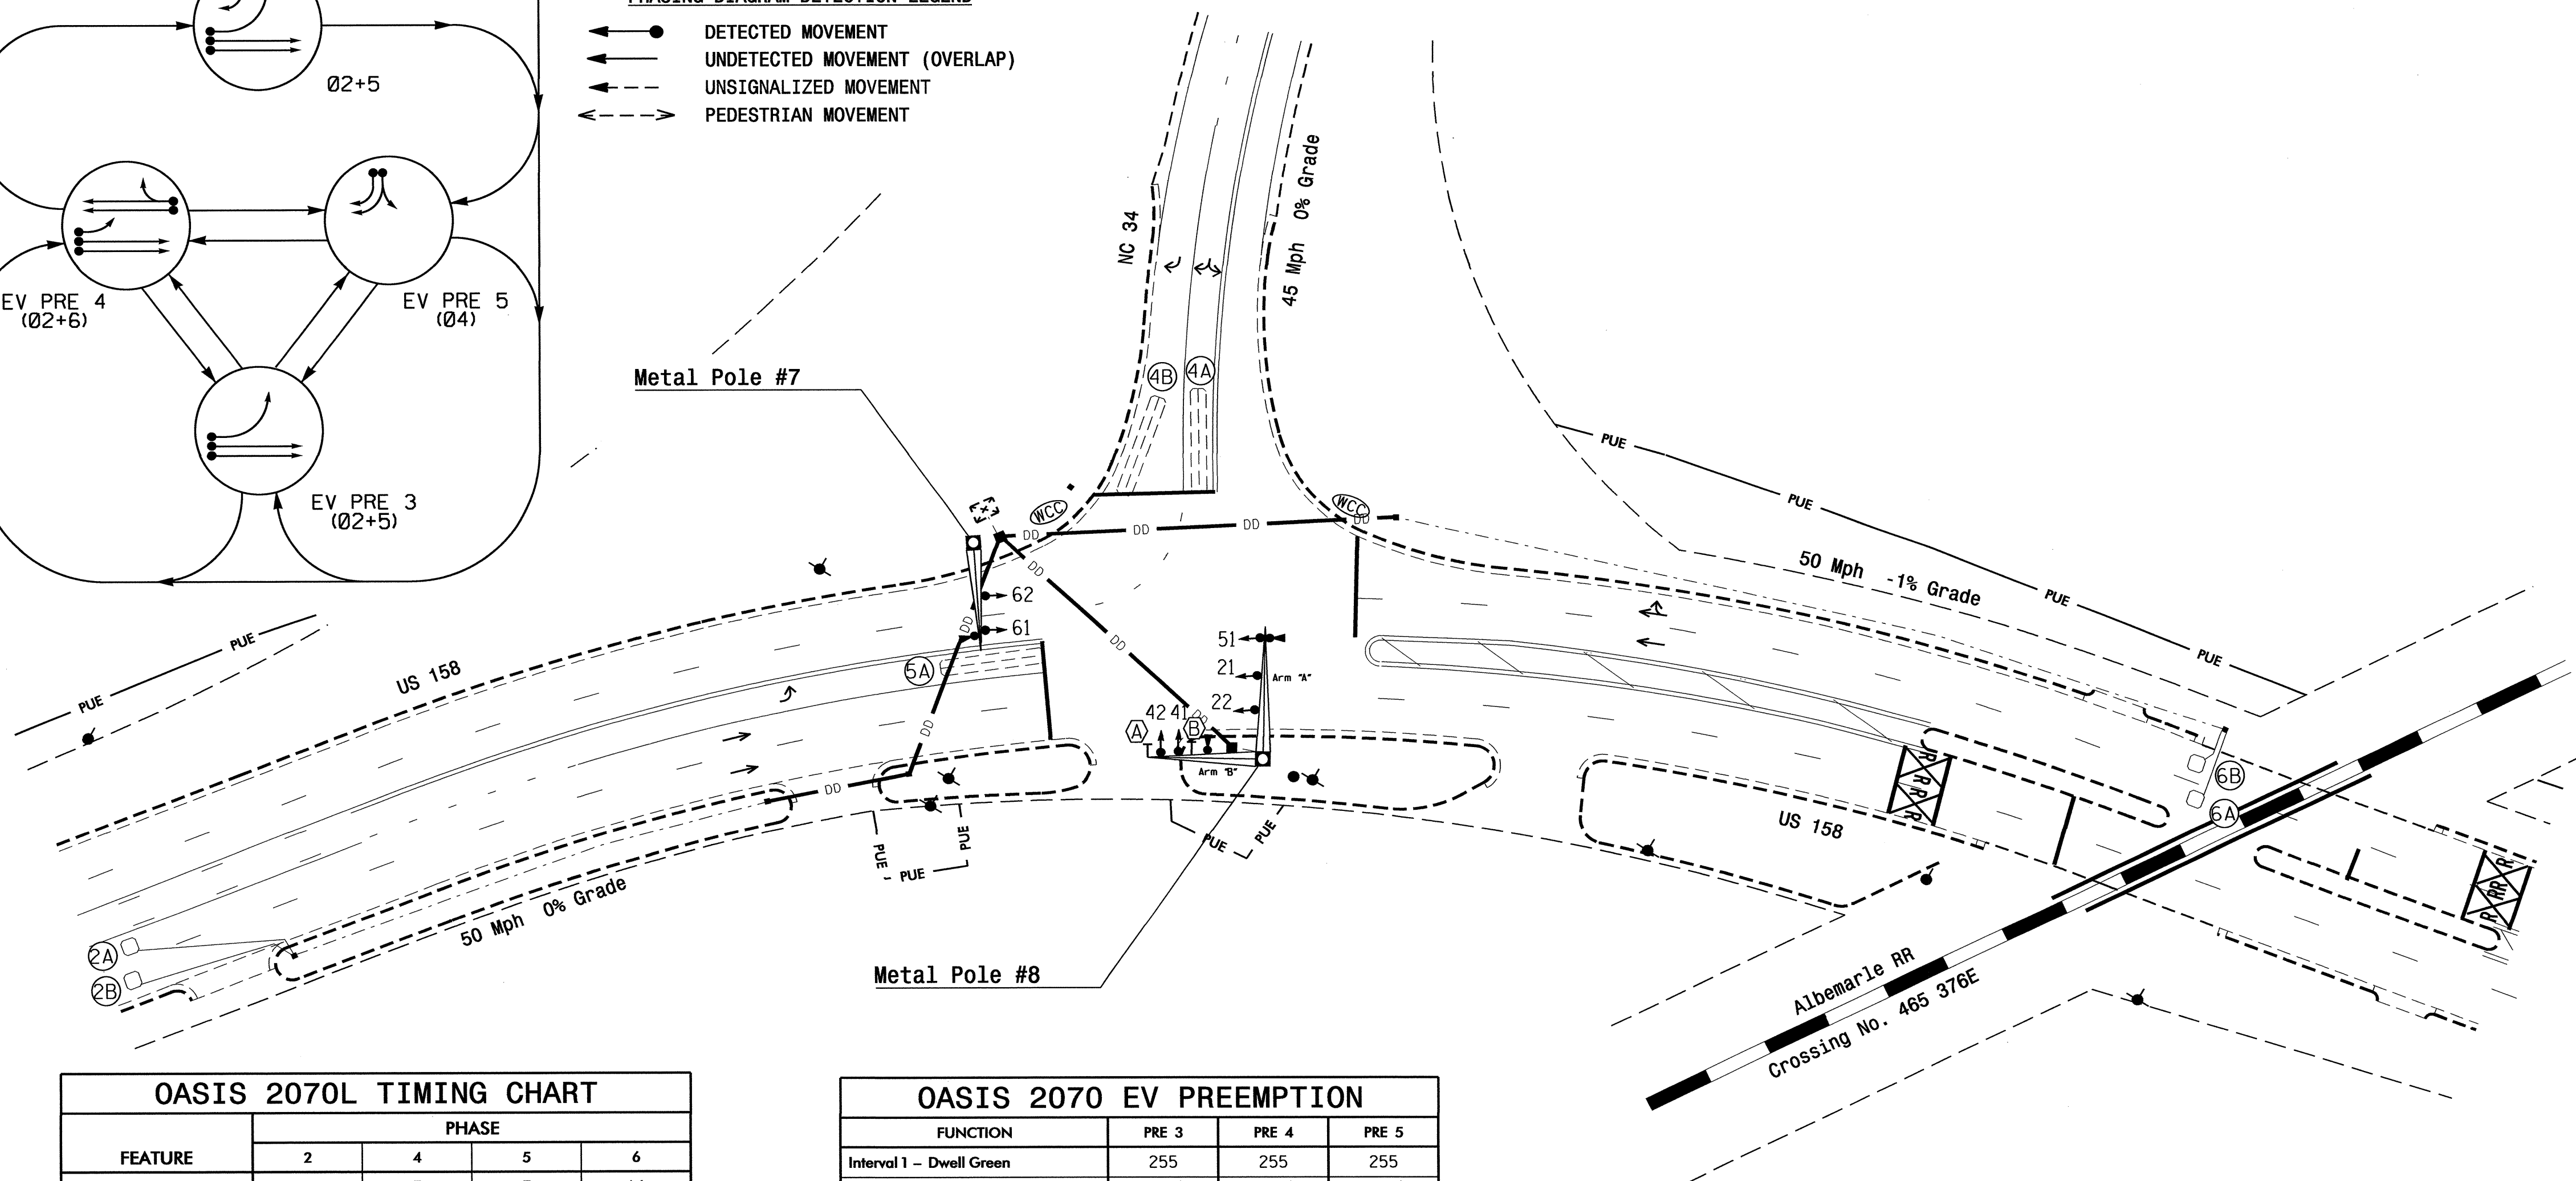 PHASING DIAGRAM DETECTION LEGEND
DETECTED MOVEMENT
UNDETECTED MOVEMENT (OVERLAP)
UNSIGNALIZED MOVEMENT
PEDESTRIAN MOVEMENT
Ø2+5
EV PRE 4
(Ø2+6)
EV PRE 5
(Ø4)
EV PRE 3
(Ø2+5)
NC 34
45 Mph 0% Grade
4B
4A
Metal Pole #7
WCC
WCC
DD
DD
DD
DD
DD
DD
DD
DD
DD
DD
62
61
5A
51
21
22
Arm "A"
42 41
A
B
Arm "B"
PUE
PUE
PUE
PUE
50 Mph -1% Grade
PUE
PUE
US 158
PUE
PUE
PUE
PUE
PUE
US 158
R
R
R
R
6B
6A
R
RR
R
50 Mph 0% Grade
2A
2B
Metal Pole #8
Albemarle RR
Crossing No. 465 376E
OASIS 2070L TIMING CHART
PHASE
FEATURE 2 4 5 6
OASIS 2070 EV PREEMPTION
FUNCTION PRE 3 PRE 4 PRE 5
Interval 1 – Dwell Green 255 255 255